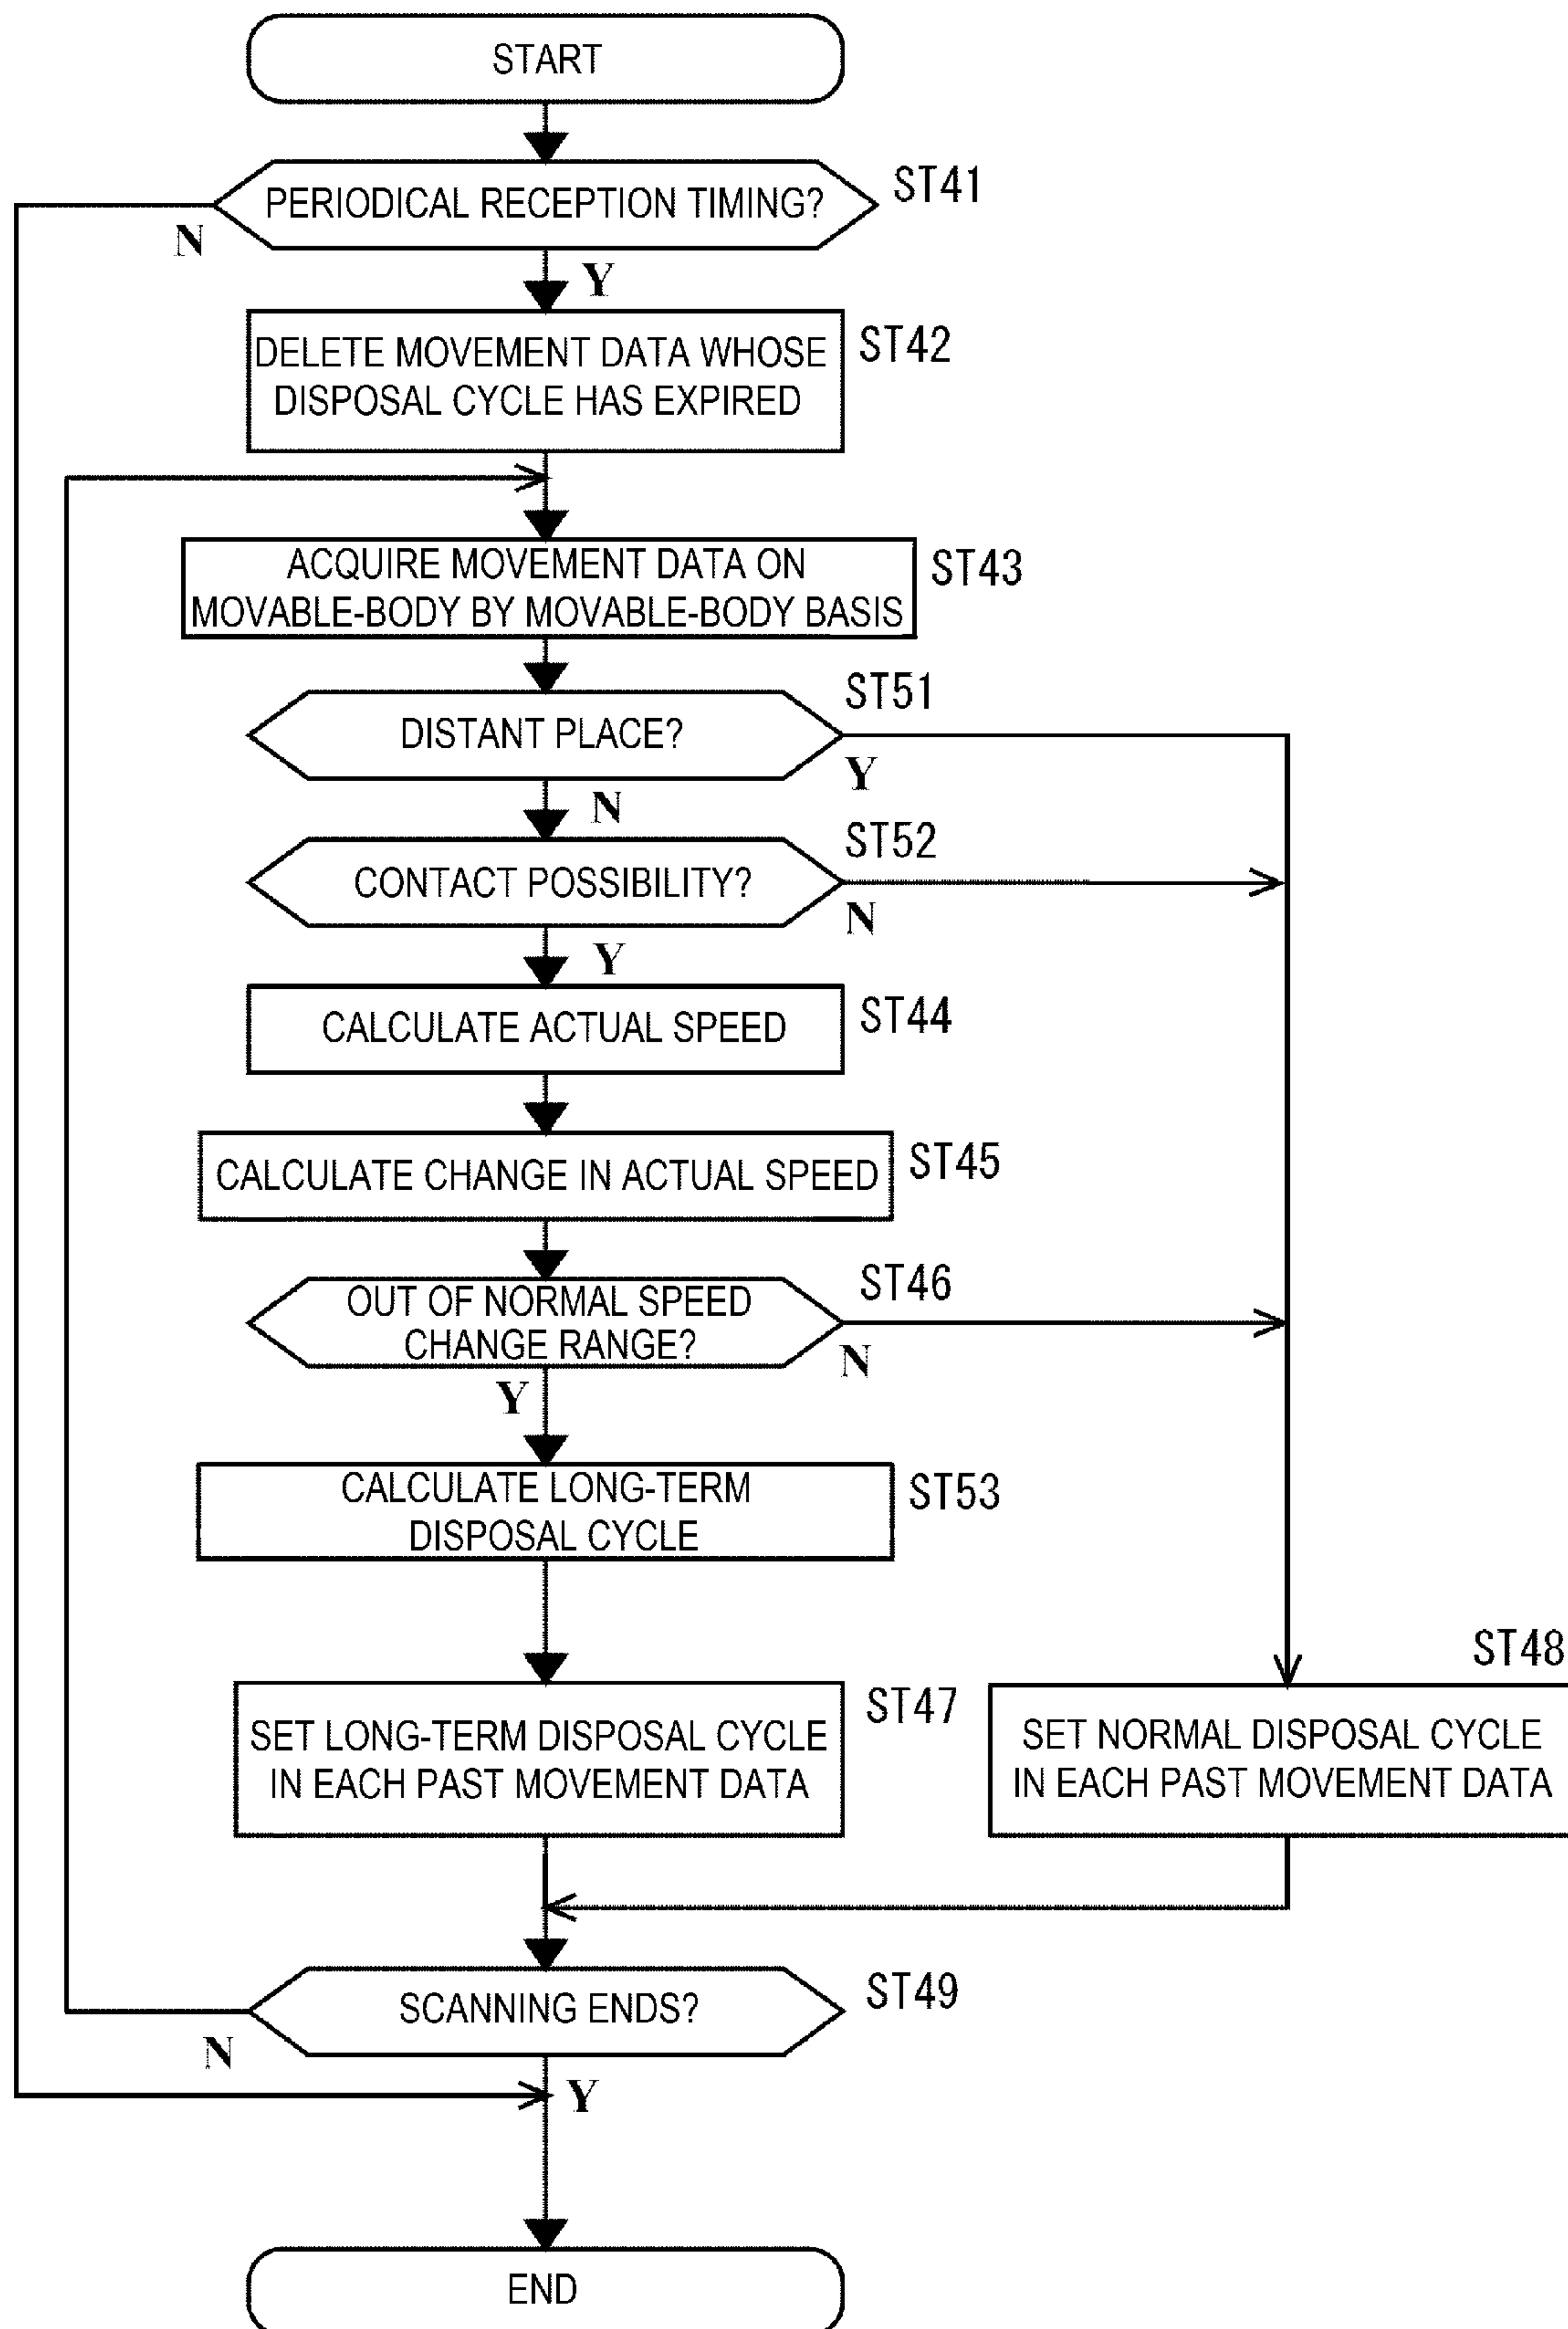 START
PERIODICAL RECEPTION TIMING?
ST41
N
Y
DELETE MOVEMENT DATA WHOSE
DISPOSAL CYCLE HAS EXPIRED
ST42
ACQUIRE MOVEMENT DATA ON
MOVABLE-BODY BY MOVABLE-BODY BASIS
ST43
DISTANT PLACE?
ST51
Y
N
CONTACT POSSIBILITY?
ST52
N
Y
CALCULATE ACTUAL SPEED
ST44
CALCULATE CHANGE IN ACTUAL SPEED
ST45
OUT OF NORMAL SPEED
CHANGE RANGE?
ST46
N
Y
CALCULATE LONG-TERM
DISPOSAL CYCLE
ST53
SET LONG-TERM DISPOSAL CYCLE
IN EACH PAST MOVEMENT DATA
ST47
ST48
SET NORMAL DISPOSAL CYCLE
IN EACH PAST MOVEMENT DATA
SCANNING ENDS?
ST49
N
Y
END